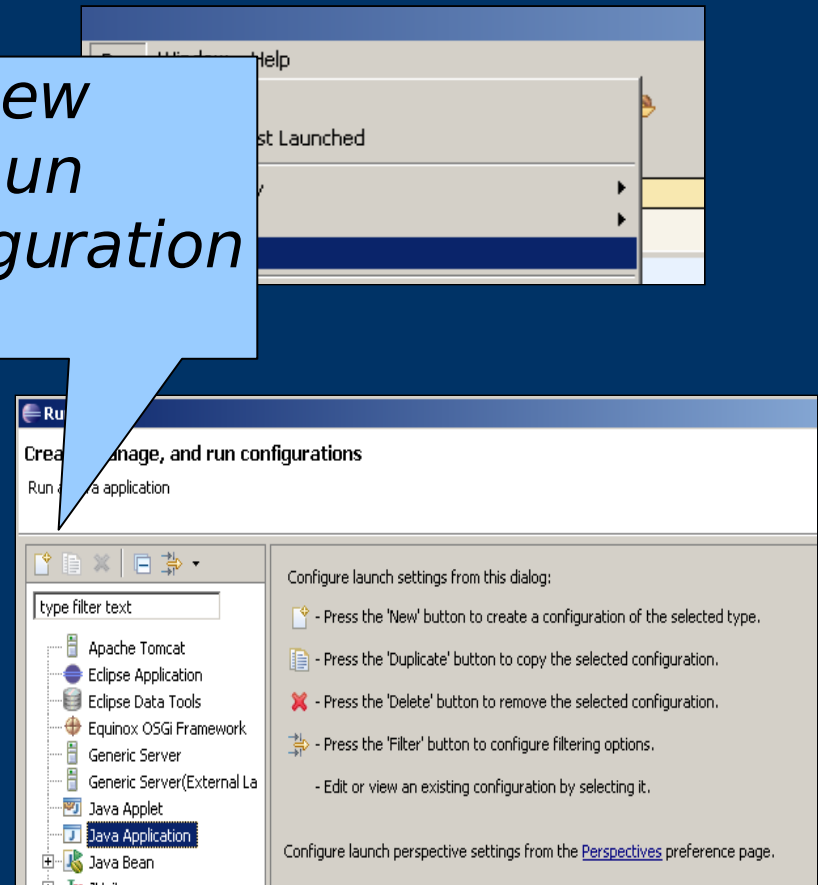 Help
st Launched
ew
un
guration
Ru
Crea anage, and run configurations
Run a application
type filter text
Apache Tomcat
Eclipse Application
Eclipse Data Tools
Equinox OSGi Framework
Generic Server
Generic Server(External La
Java Applet
Java Application
Java Bean
Configure launch settings from this dialog:
- Press the 'New' button to create a configuration of the selected type.
- Press the 'Duplicate' button to copy the selected configuration.
- Press the 'Delete' button to remove the selected configuration.
- Press the 'Filter' button to configure filtering options.
- Edit or view an existing configuration by selecting it.
Configure launch perspective settings from the Perspectives preference page.